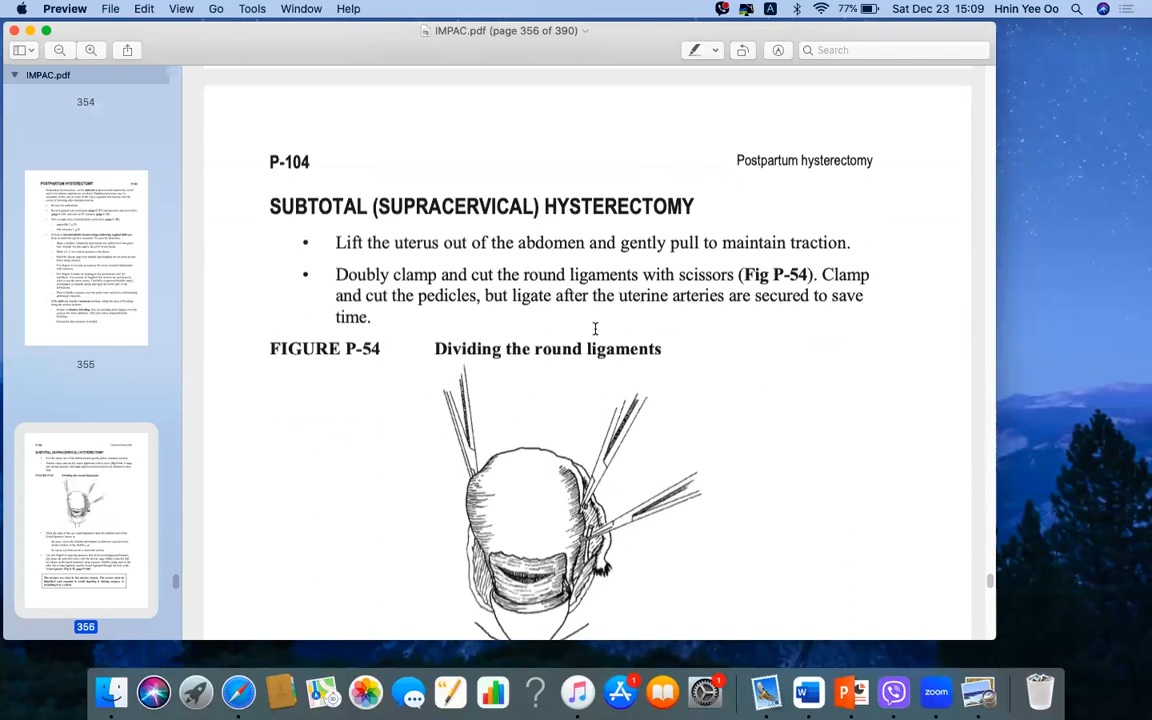 Preview File Edit View Go Tools Window Help 77% Sat Dec 23 15:09 Hnin Yee Oo
IMPAC.pdf (page 356 of 390)
Search
IMPAC.pdf
354
355
356
P-104 Postpartum hysterectomy
SUBTOTAL (SUPRACERVICAL) HYSTERECTOMY
• Lift the uterus out of the abdomen and gently pull to maintain traction.
• Doubly clamp and cut the round ligaments with scissors (Fig P-54). Clamp
and cut the pedicles, but ligate after the uterine arteries are secured to save
time.
FIGURE P-54 Dividing the round ligaments
1
1
zoom